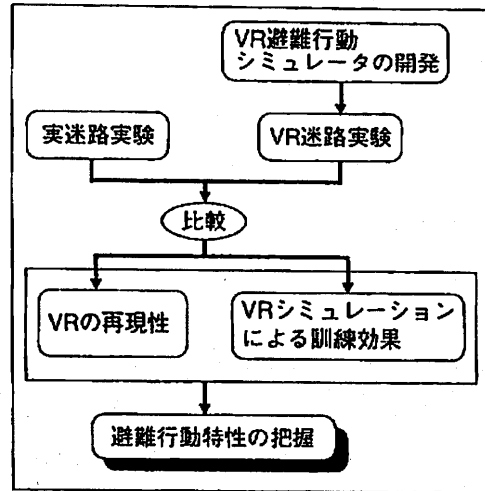 VR避難行動
シミュレータの開発
実迷路実験
VR迷路実験
比較
VRの再現性
VRシミュレーション
による訓練効果
避難行動特性の把握